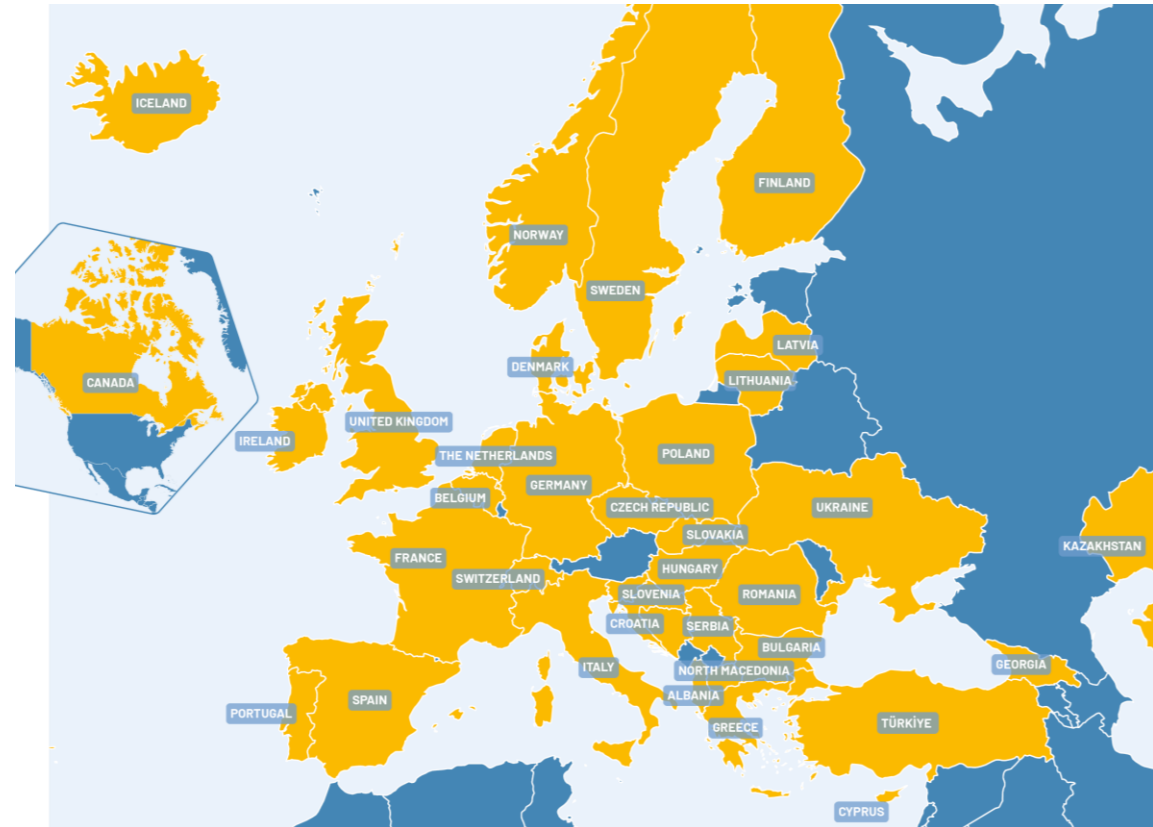 ICELAND
FINLAND
NORWAY
SWEDEN
LATVIA
DENMARK
LITHUANIA
CANADA
UNITED KINGDOM
IRELAND
THE NETHERLANDS
POLAND
GERMANY
BELGIUM
CZECH REPUBLIC
UKRAINE
SLOVAKIA
KAZAKHSTAN
FRANCE
HUNGARY
SWITZERLAND
SLOVENIA
ROMANIA
CROATIA
SERBIA
BULGARIA
GEORGIA
ITALY
NORTH MACEDONIA
ALBANIA
SPAIN
PORTUGAL
TÜRKİYE
GREECE
CYPRUS